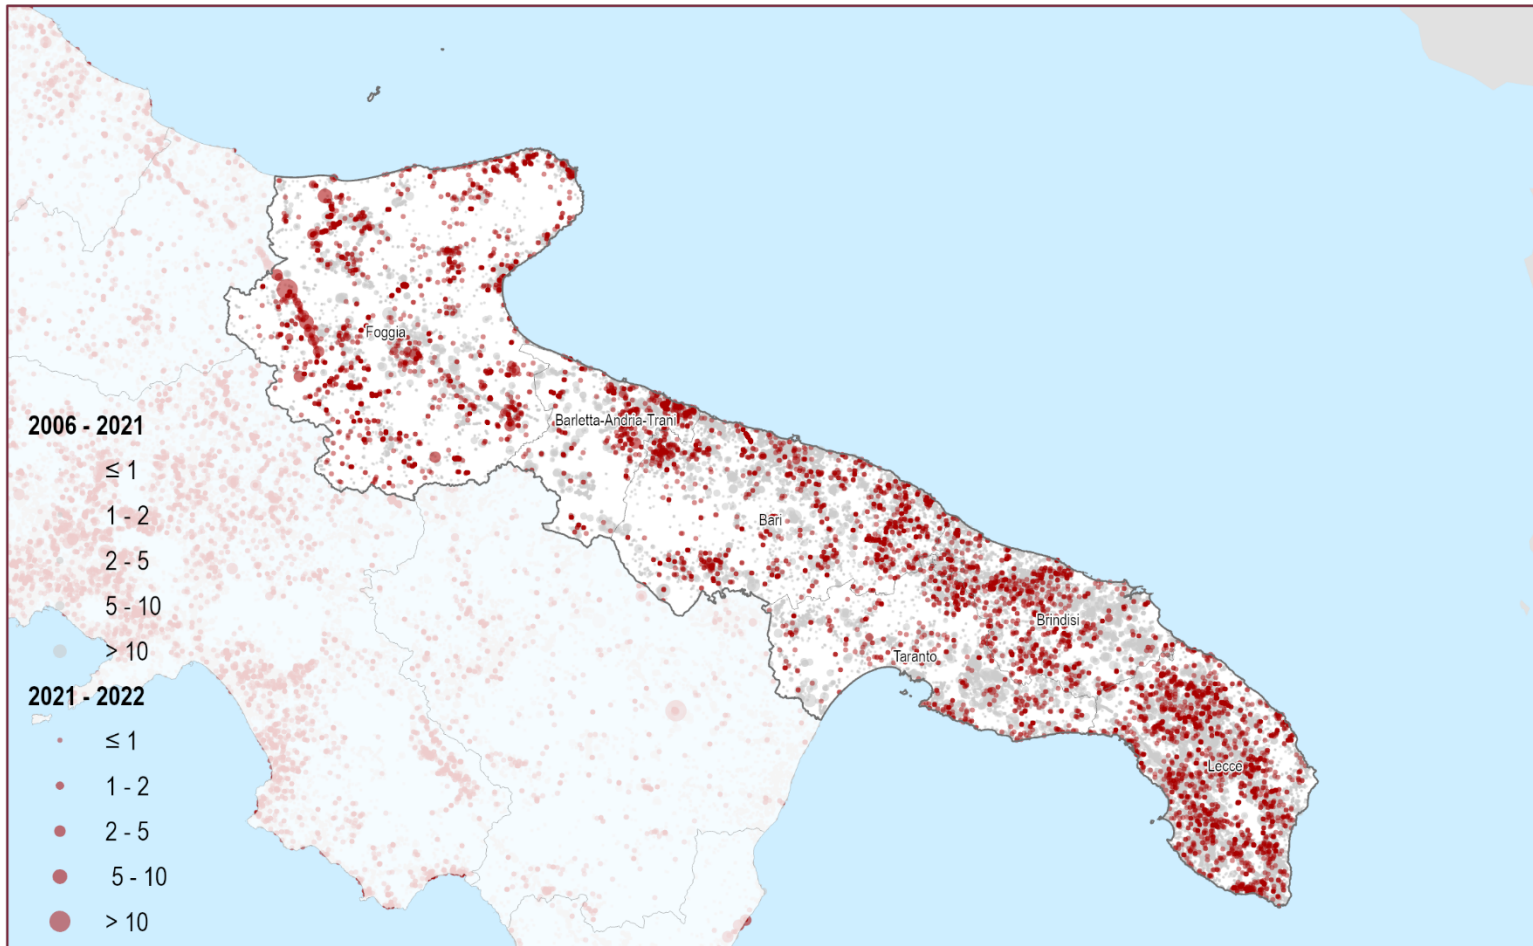 Foggia
Barletta-Andria-Trani
Bari
Brindisi
Taranto
Lecce
2006 - 2021
≤ 1
1 - 2
2 - 5
5 - 10
> 10
2021 - 2022
≤ 1
1 - 2
2 - 5
5 - 10
> 10